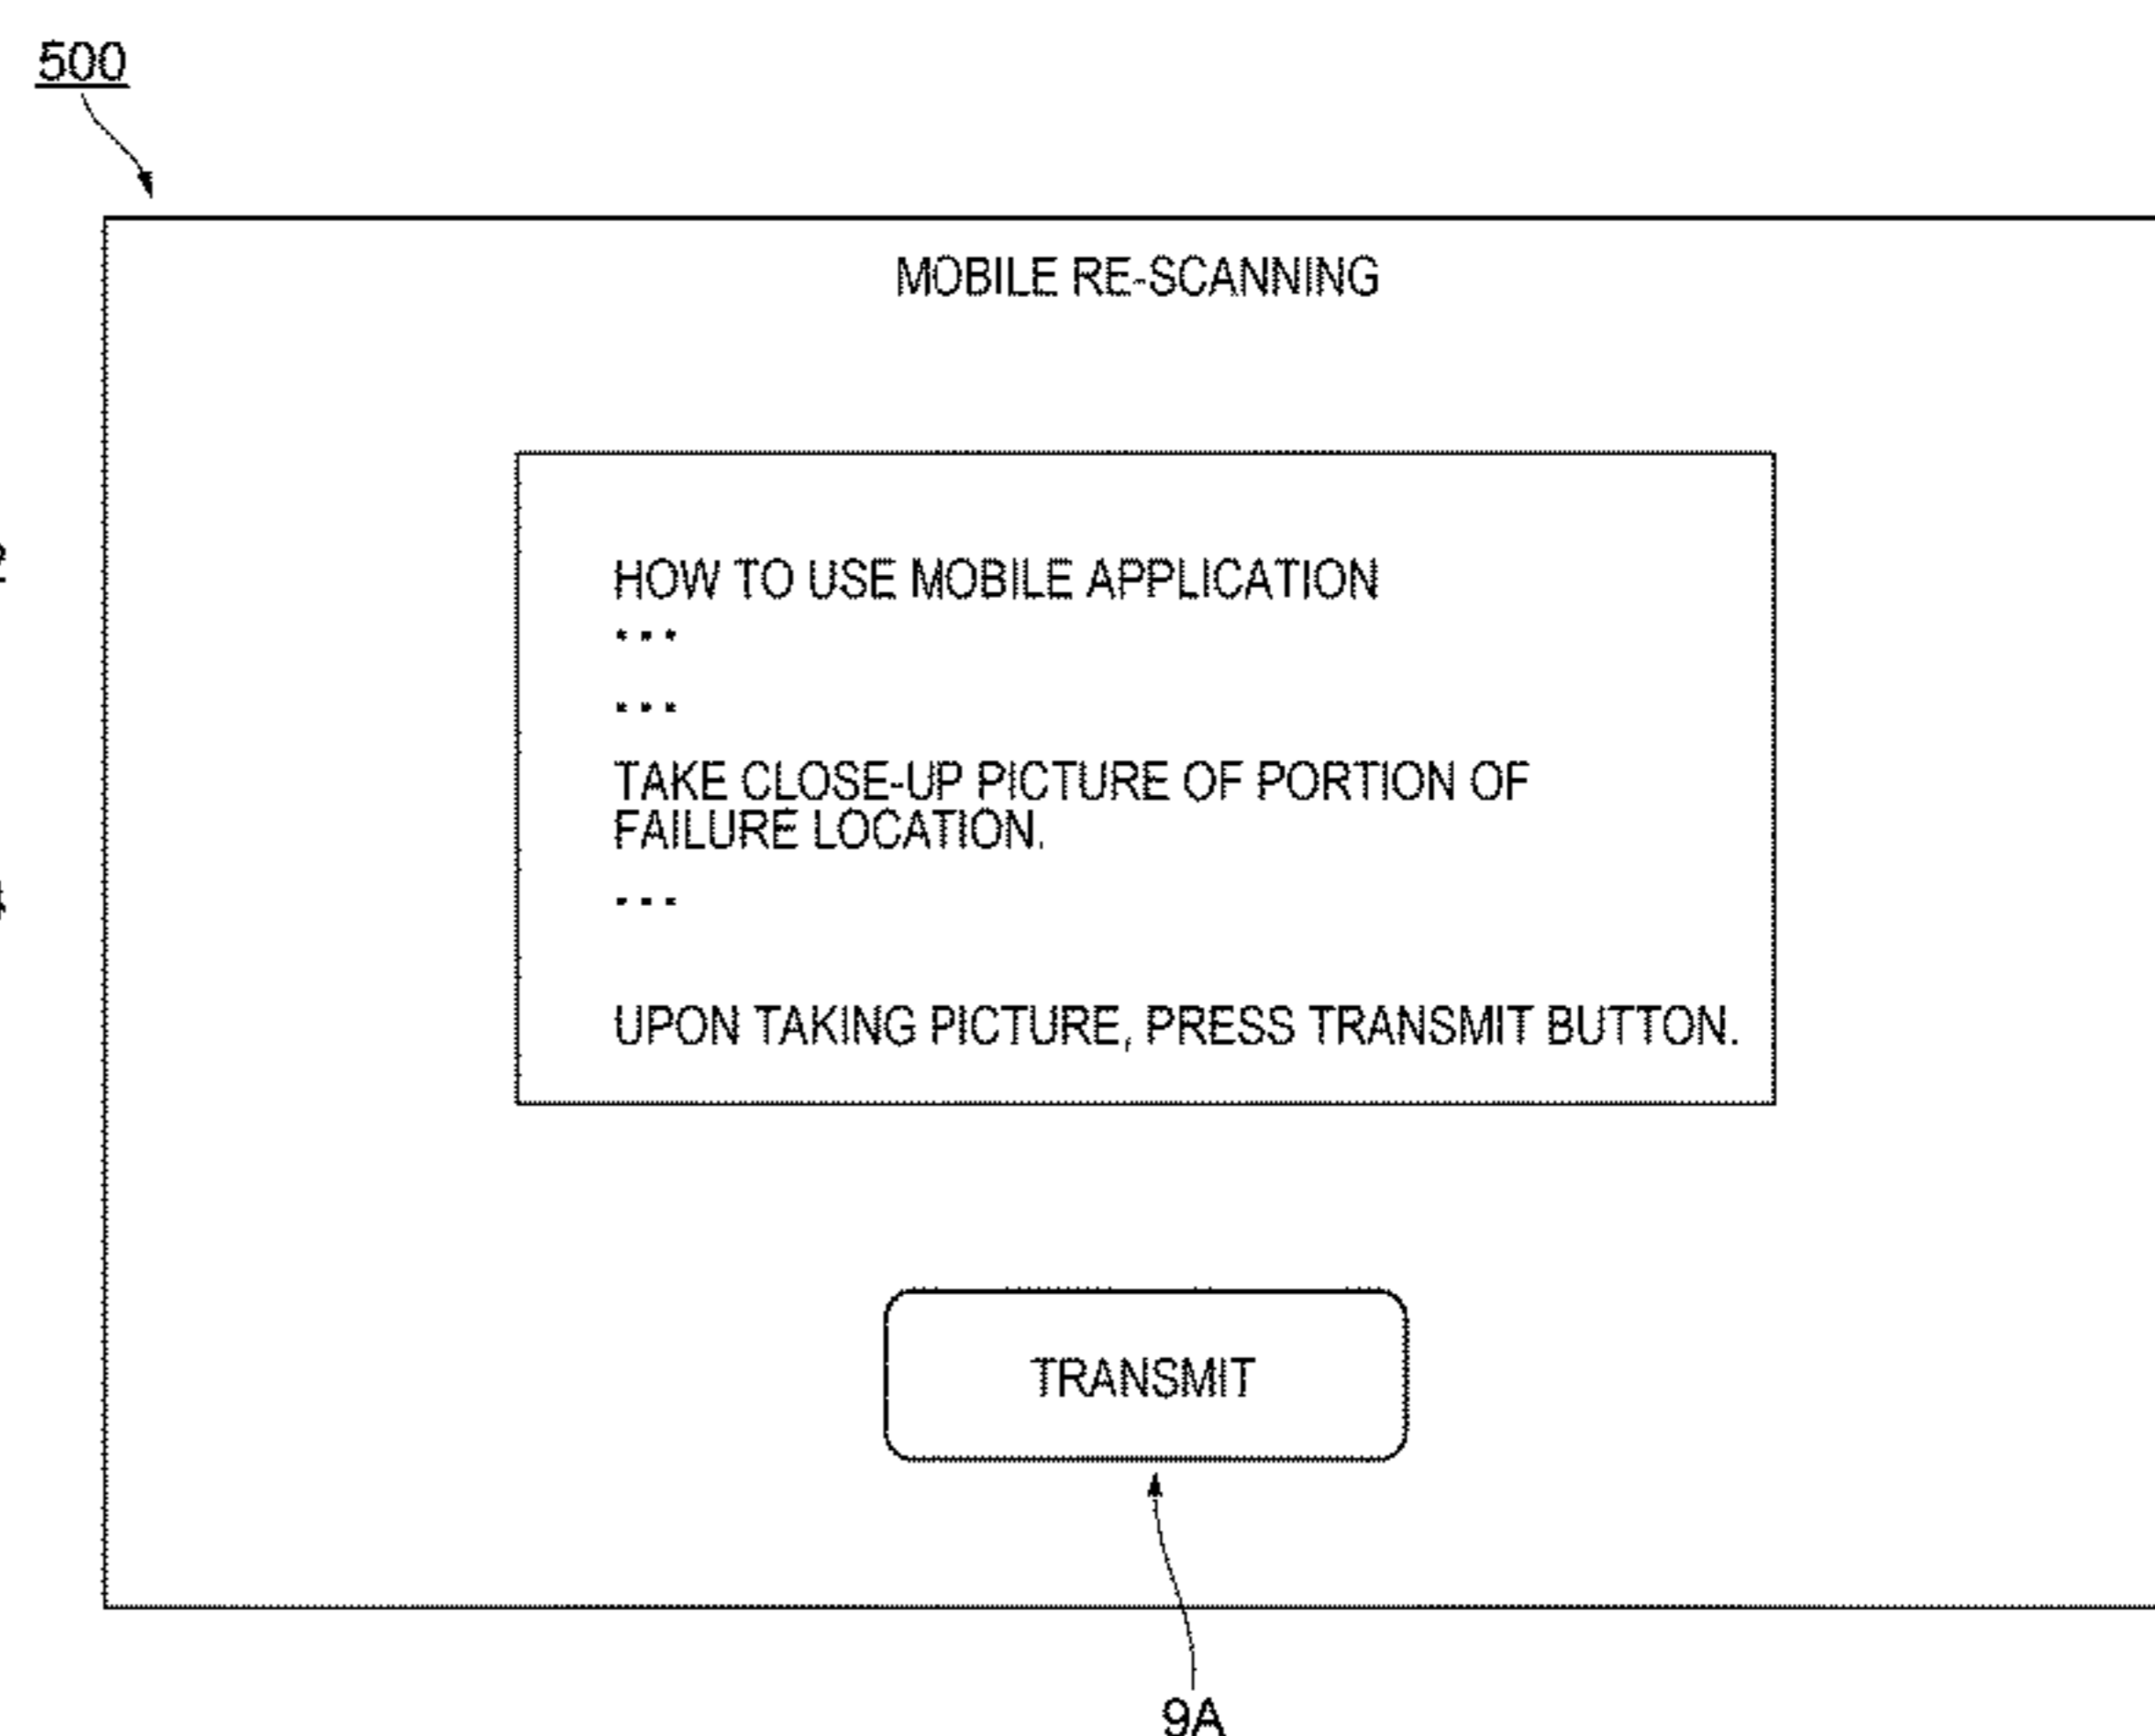 500
MOBILE RE-SCANNING
HOW TO USE MOBILE APPLICATION
...
...
TAKE CLOSE-UP PICTURE OF PORTION OF
FAILURE LOCATION.
...
UPON TAKING PICTURE, PRESS TRANSMIT BUTTON.
TRANSMIT
9A